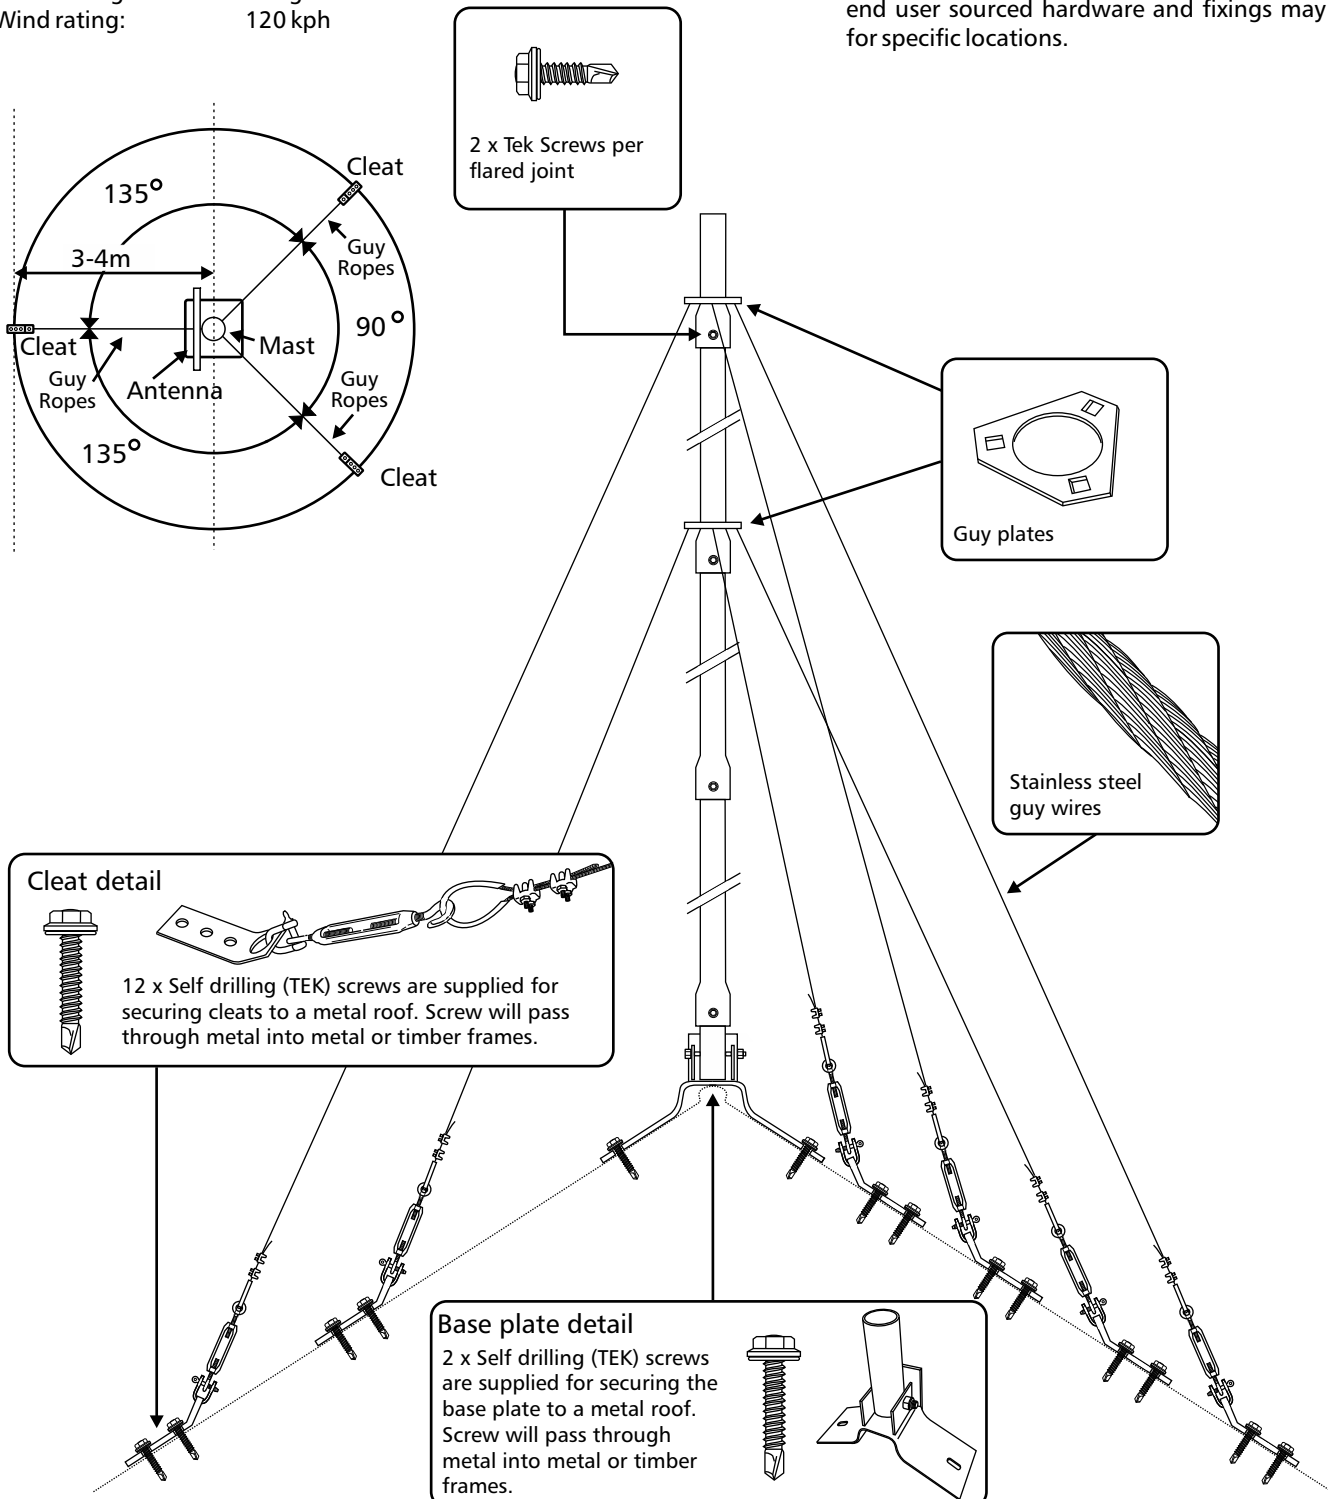 Wind rating: 120 kph
end user sourced hardware and fixings may
for specific locations.
2 x Tek Screws per
flared joint
135°
Cleat
Guy
Ropes
3-4m
90°
Cleat
Mast
Guy
Ropes
Antenna
Guy
Ropes
135°
Cleat
Guy plates
Stainless steel
guy wires
Cleat detail
12 x Self drilling (TEK) screws are supplied for
securing cleats to a metal roof. Screw will pass
through metal into metal or timber frames.
Base plate detail
2 x Self drilling (TEK) screws
are supplied for securing the
base plate to a metal roof.
Screw will pass through
metal into metal or timber
frames.